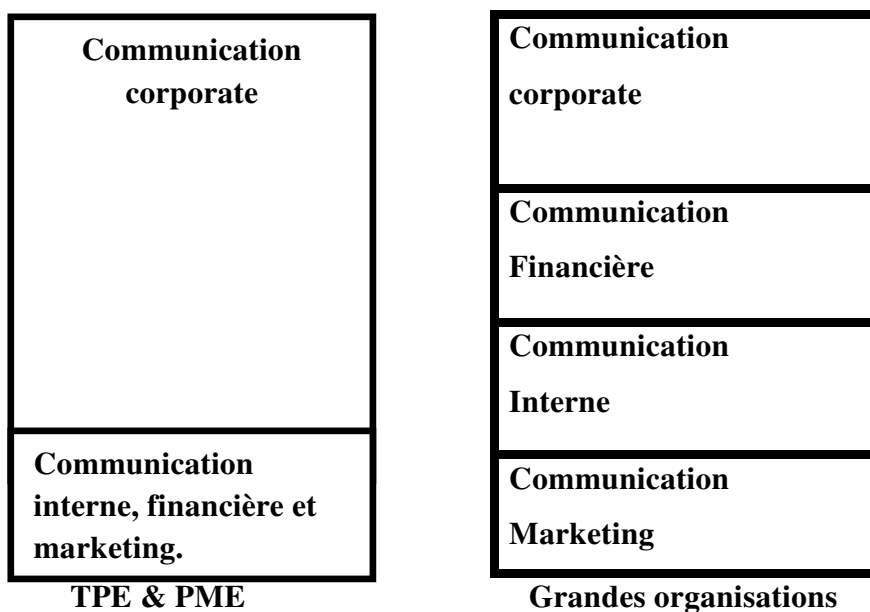 Communication
corporate
Communication
interne, financière et
marketing.
TPE & PME
Communication
corporate
Communication
Financière
Communication
Interne
Communication
Marketing
Grandes organisations